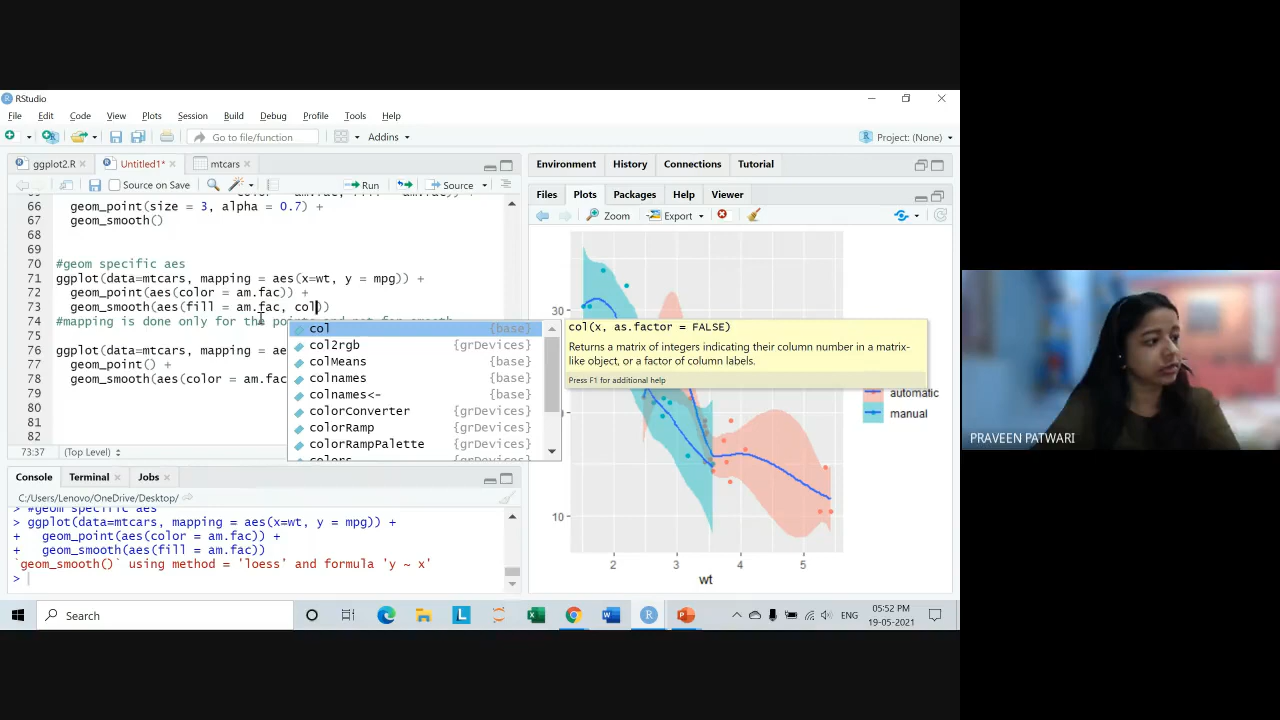 RStudio
File Edit Code View Plots Session Build Debug Profile Tools Help
Go to file/function Addins Project: (None)
ggplot2.R Untitled1* mtcars
Source on Save Run Source
66 geom_point(size = 3, alpha = 0.7) +
67 geom_smooth()
68
69
70 #geom specific aes
71 ggplot(data=mtcars, mapping = aes(x=wt, y = mpg)) +
72 geom_point(aes(color = am.fac)) +
73 geom_smooth(aes(fill = am.fac, col))
74 #mapping is done only for the points and not for smooth
75
76 ggplot(data=mtcars, mapping = aes
77 geom_point() +
78 geom_smooth(aes(color = am.fac
79
80
81
82
73:37 (Top Level)
col {base}
col2rgb {grDevices}
colMeans {base}
colnames {base}
colnames<- {base}
colorConverter {grDevices}
colorRamp {grDevices}
colorRampPalette {grDevices}
col(x, as.factor = FALSE)
Returns a matrix of integers indicating their column number in a matrix-
like object, or a factor of column labels.
Press F1 for additional help
Console Terminal Jobs
C:/Users/Lenovo/OneDrive/Desktop/
> #geom specific aes
> ggplot(data=mtcars, mapping = aes(x=wt, y = mpg)) +
+ geom_point(aes(color = am.fac)) +
+ geom_smooth(aes(fill = am.fac))
`geom_smooth()` using method = 'loess' and formula 'y ~ x'
>
Environment History Connections Tutorial
Files Plots Packages Help Viewer
Zoom Export
30
10
2 3 4 5
wt
automatic
manual
Search
ENG
05:52 PM
19-05-2021
PRAVEEN PATWARI